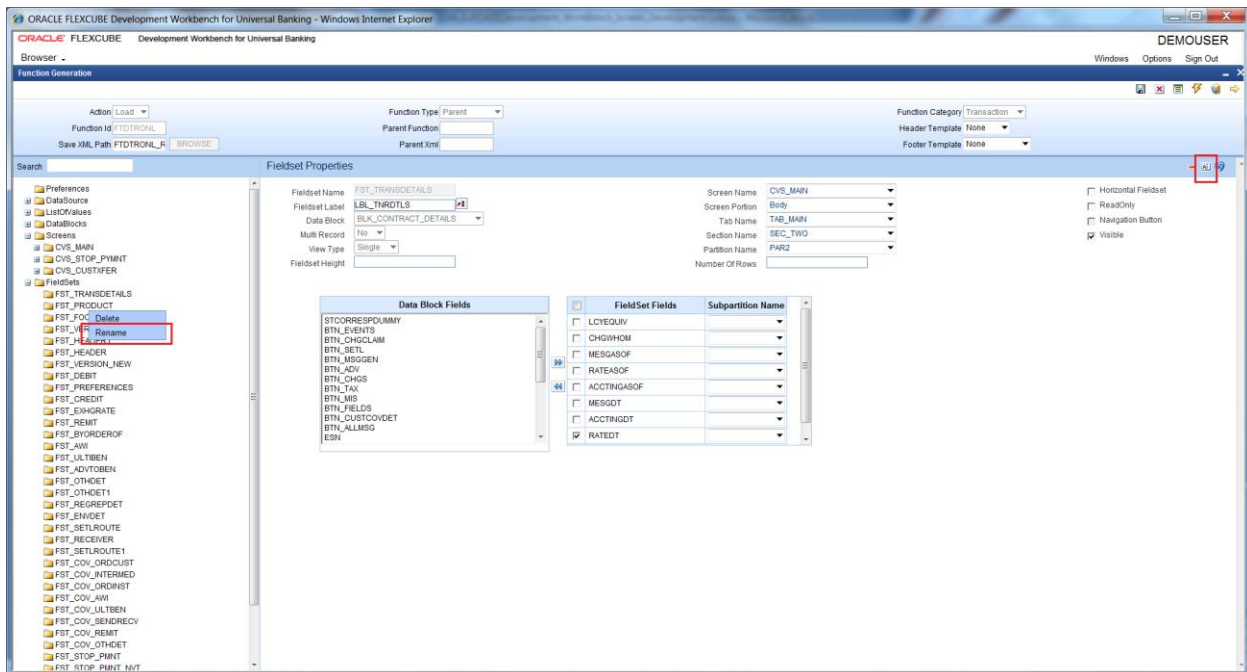 ORACLE FLEXCUBE Development Workbench for Universal Banking - Windows Internet Explorer
ORACLE FLEXCUBE Development Workbench for Universal Banking
DEMOUSER
Browser
Windows Options Sign Out
Function Generation
Action Load Function Type Parent Function Category Transaction
Function Id FTDTRONL Parent Function Header Template None
Save XML Path FTDTRONL_R BROWSE Parent Xml Footer Template None
Search
Fieldset Properties
Preferences
DataSource
ListOfValues
DataBlocks
Screens
CVS_MAIN
CVS_STOP_PYMNT
CVS_CUSTXFER
FieldSets
FST_TRANSDETAILS
FST_PRODUCT
Delete
Rename
FST_HEADER
FST_VERSION_NEW
FST_DEBIT
FST_PREFERENCES
FST_CREDIT
FST_EXHGRATE
FST_REMIT
FST_BYORDEROF
FST_AWI
FST_ULTIBEN
FST_ADVTOBEN
FST_OTHDET
FST_OTHDET1
FST_REGREPDET
FST_ENVDET
FST_SETLROUTE
FST_RECEIVER
FST_SETLROUTE1
FST_COV_ORDCUST
FST_COV_INTERMED
FST_COV_ORDINST
FST_COV_AWI
FST_COV_ULTBEN
FST_COV_SENDRECV
FST_COV_REMIT
FST_COV_OTHDET
FST_STOP_PMNT
FST_STOP_PMNT_NVT
Fieldset Name FST_TRANSDETAILS
Fieldset Label LBL_TNRDTLS
Data Block BLK_CONTRACT_DETAILS
Multi Record No
View Type Single
Fieldset Height
Screen Name CVS_MAIN
Screen Portion Body
Tab Name TAB_MAIN
Section Name SEC_TWO
Partition Name PAR2
Number Of Rows
Horizontal Fieldset
ReadOnly
Navigation Button
Visible
Data Block Fields
STCORRESPDUMMY
BTN_EVENTS
BTN_CHGCLAIM
BTN_SETL
BTN_MSGGEN
BTN_ADV
BTN_CHGS
BTN_TAX
BTN_MIS
BTN_FIELDS
BTN_CUSTCOVDET
BTN_ALLMSG
ESN
FieldSet Fields Subpartition Name
LCYEQUIV
CHGWHOM
MESGASOF
RATEASOF
ACCTINGASOF
MESGDT
ACCTINGDT
RATEDT